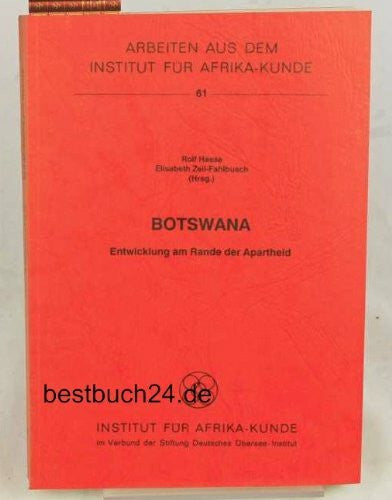 ARBEITEN AUS DEM
INSTITUT FÜR AFRIKA-KUNDE
61
Rolf Hasse
Elisabeth Zeil-Fahlbusch
(Hrsg.)
BOTSWANA
Entwicklung am Rande der Apartheid
bestbuch24.de
INSTITUT FÜR AFRIKA-KUNDE
im Verbund der Stiftung Deutsches Übersee-Institut